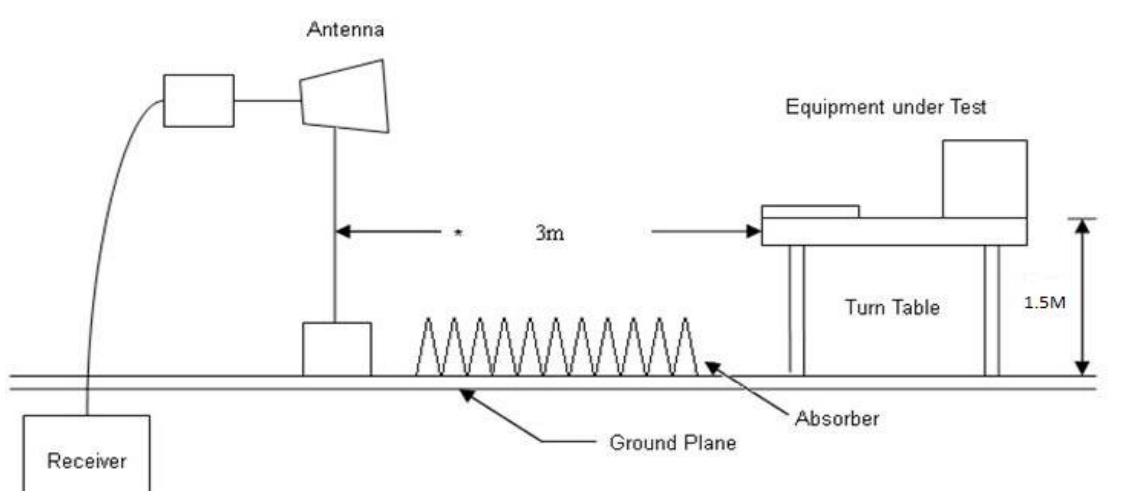 Antenna
Equipment under Test
* 3m
Turn Table
1.5M
Absorber
Ground Plane
Receiver